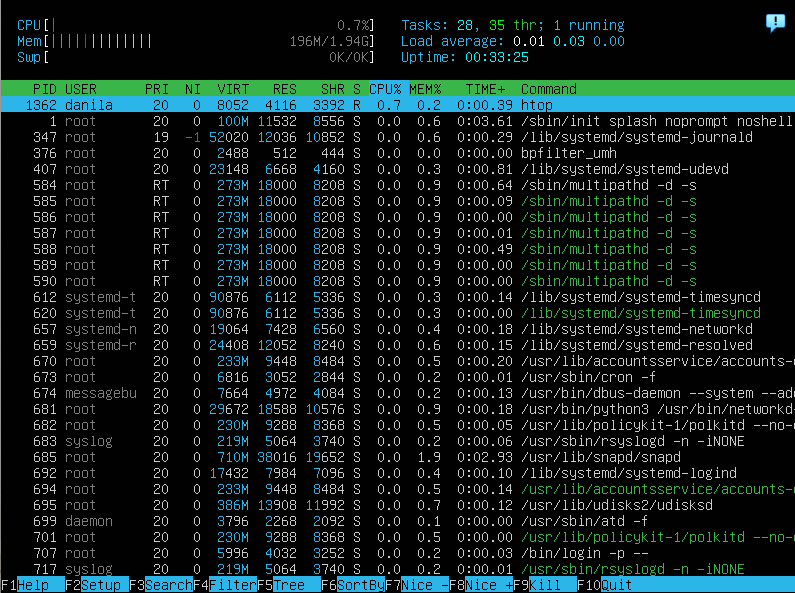 CPU[| 0.7%] Tasks: 28, 35 thr; 1 running
Mem[||||||||||||| 196M/1.94G] Load average: 0.01 0.03 0.00
Swp[ 0K/0K] Uptime: 00:33:25
PID USER PRI NI VIRT RES SHR S CPU% MEM% TIME+ Command
1362 danila 20 0 8052 4116 3392 R 0.7 0.2 0:00.39 htop
1 root 20 0 100M 11532 8556 S 0.0 0.6 0:03.61 /sbin/init splash noprompt noshell
347 root 19 -1 52020 12036 10852 S 0.0 0.6 0:00.29 /lib/systemd/systemd-journald
376 root 20 0 2488 512 444 S 0.0 0.0 0:00.00 bpfilter_umh
407 root 20 0 23148 6668 4160 S 0.0 0.3 0:00.81 /lib/systemd/systemd-udevd
584 root RT 0 273M 18000 8208 S 0.0 0.9 0:00.64 /sbin/multipathd -d -s
585 root RT 0 273M 18000 8208 S 0.0 0.9 0:00.00 /sbin/multipathd -d -s
586 root RT 0 273M 18000 8208 S 0.0 0.9 0:00.00 /sbin/multipathd -d -s
587 root RT 0 273M 18000 8208 S 0.0 0.9 0:00.01 /sbin/multipathd -d -s
588 root RT 0 273M 18000 8208 S 0.0 0.9 0:00.49 /sbin/multipathd -d -s
589 root RT 0 273M 18000 8208 S 0.0 0.9 0:00.00 /sbin/multipathd -d -s
590 root RT 0 273M 18000 8208 S 0.0 0.9 0:00.00 /sbin/multipathd -d -s
612 systemd-t 20 0 90876 6112 5336 S 0.0 0.3 0:00.14 /lib/systemd/systemd-timesyncd
620 systemd-t 20 0 90876 6112 5336 S 0.0 0.3 0:00.00 /lib/systemd/systemd-timesyncd
657 systemd-n 20 0 19064 7428 6560 S 0.0 0.4 0:00.18 /lib/systemd/systemd-networkd
659 systemd-r 20 0 24408 12052 8240 S 0.0 0.6 0:00.15 /lib/systemd/systemd-resolved
670 root 20 0 233M 9448 8484 S 0.0 0.5 0:00.20 /usr/lib/accountsservice/accounts-
673 root 20 0 6816 3052 2844 S 0.0 0.2 0:00.01 /usr/sbin/cron -f
674 messagebu 20 0 7664 4972 4084 S 0.0 0.2 0:00.13 /usr/bin/dbus-daemon --system --ad
681 root 20 0 29672 18588 10576 S 0.0 0.9 0:00.18 /usr/bin/python3 /usr/bin/networkd
682 root 20 0 230M 9288 8368 S 0.0 0.5 0:00.05 /usr/lib/policykit-1/polkitd --no-
683 syslog 20 0 219M 5064 3740 S 0.0 0.2 0:00.06 /usr/sbin/rsyslogd -n -iNONE
685 root 20 0 710M 38016 19652 S 0.0 1.9 0:02.93 /usr/lib/snapd/snapd
692 root 20 0 17432 7984 7096 S 0.0 0.4 0:00.10 /lib/systemd/systemd-logind
694 root 20 0 233M 9448 8484 S 0.0 0.5 0:00.14 /usr/lib/accountsservice/accounts-
695 root 20 0 386M 13908 11992 S 0.0 0.7 0:00.12 /usr/lib/udisks2/udisksd
699 daemon 20 0 3796 2268 2092 S 0.0 0.1 0:00.00 /usr/sbin/atd -f
701 root 20 0 230M 9288 8368 S 0.0 0.5 0:00.00 /usr/lib/policykit-1/polkitd --no-
707 root 20 0 5996 4032 3252 S 0.0 0.2 0:00.03 /bin/login -p --
717 syslog 20 0 219M 5064 3740 S 0.0 0.2 0:00.01 /usr/sbin/rsyslogd -n -iNONE
F1Help F2Setup F3SearchF4FilterF5Tree F6SortByF7Nice -F8Nice +F9Kill F10Quit